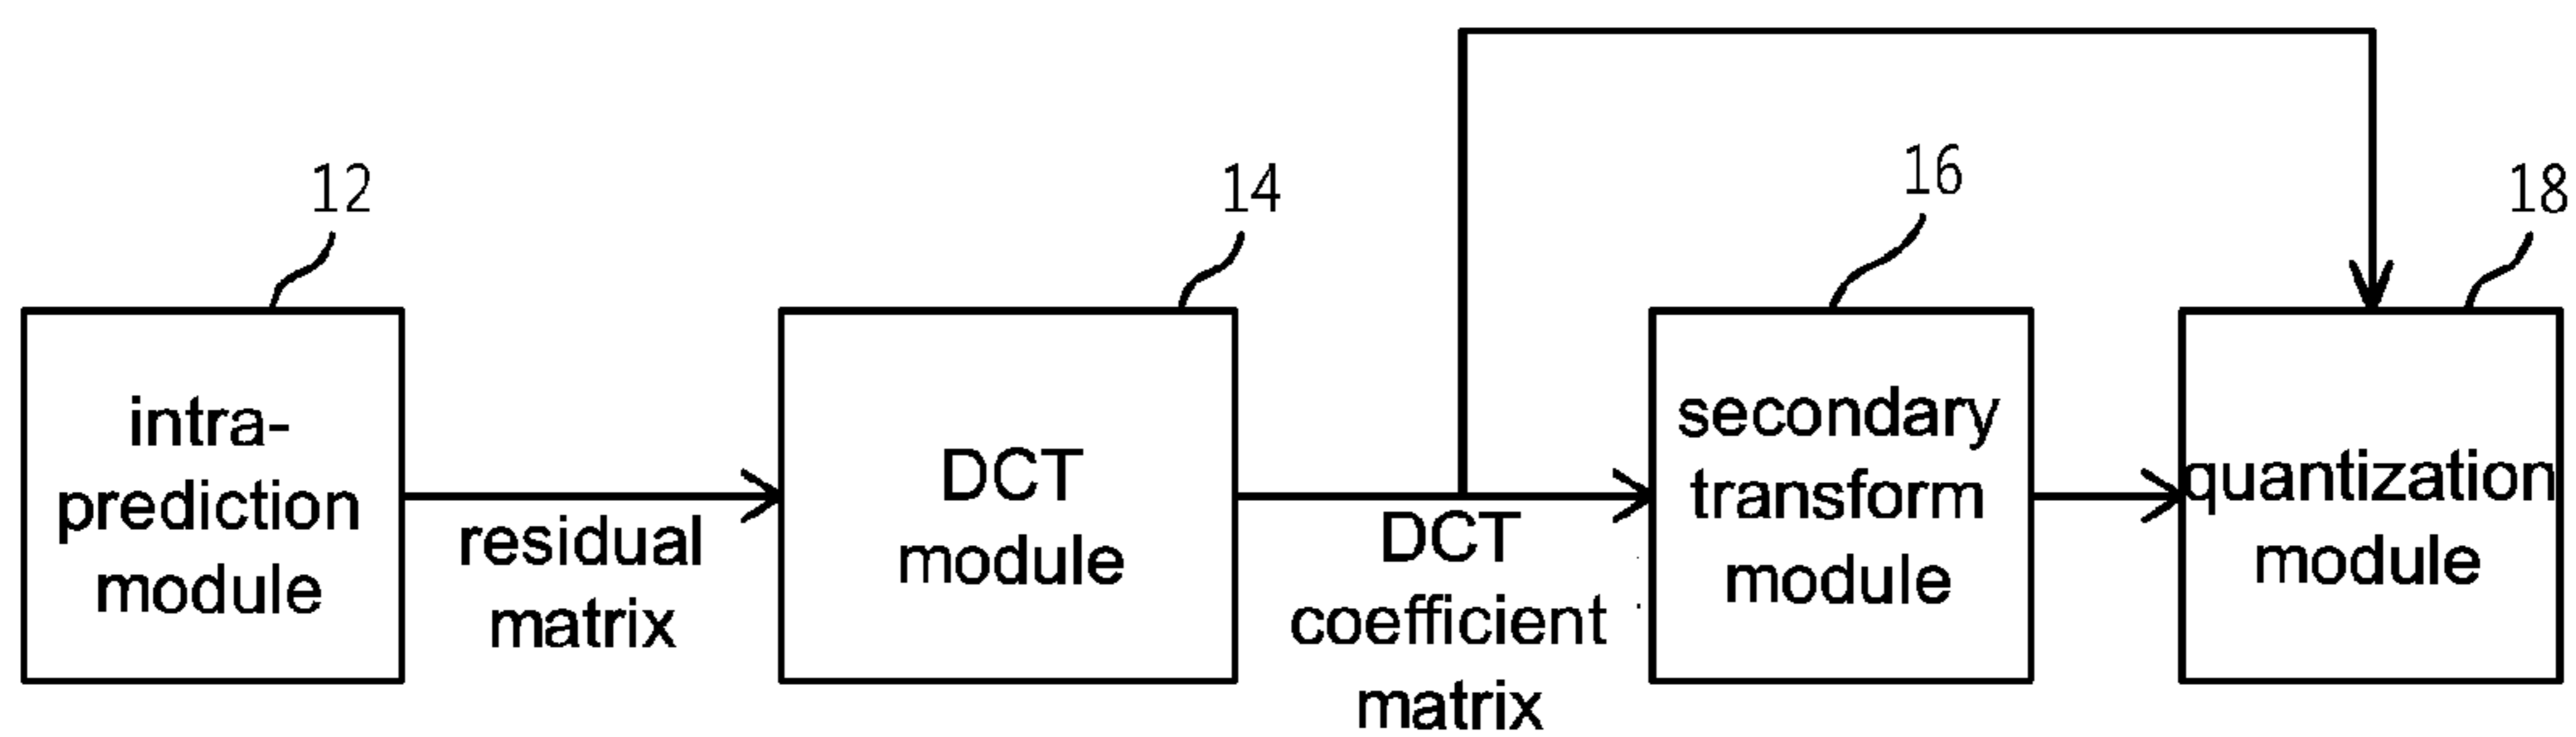 12
14
16
18
intra-
prediction
module
residual
matrix
DCT
module
DCT
coefficient
matrix
secondary
transform
module
quantization
module